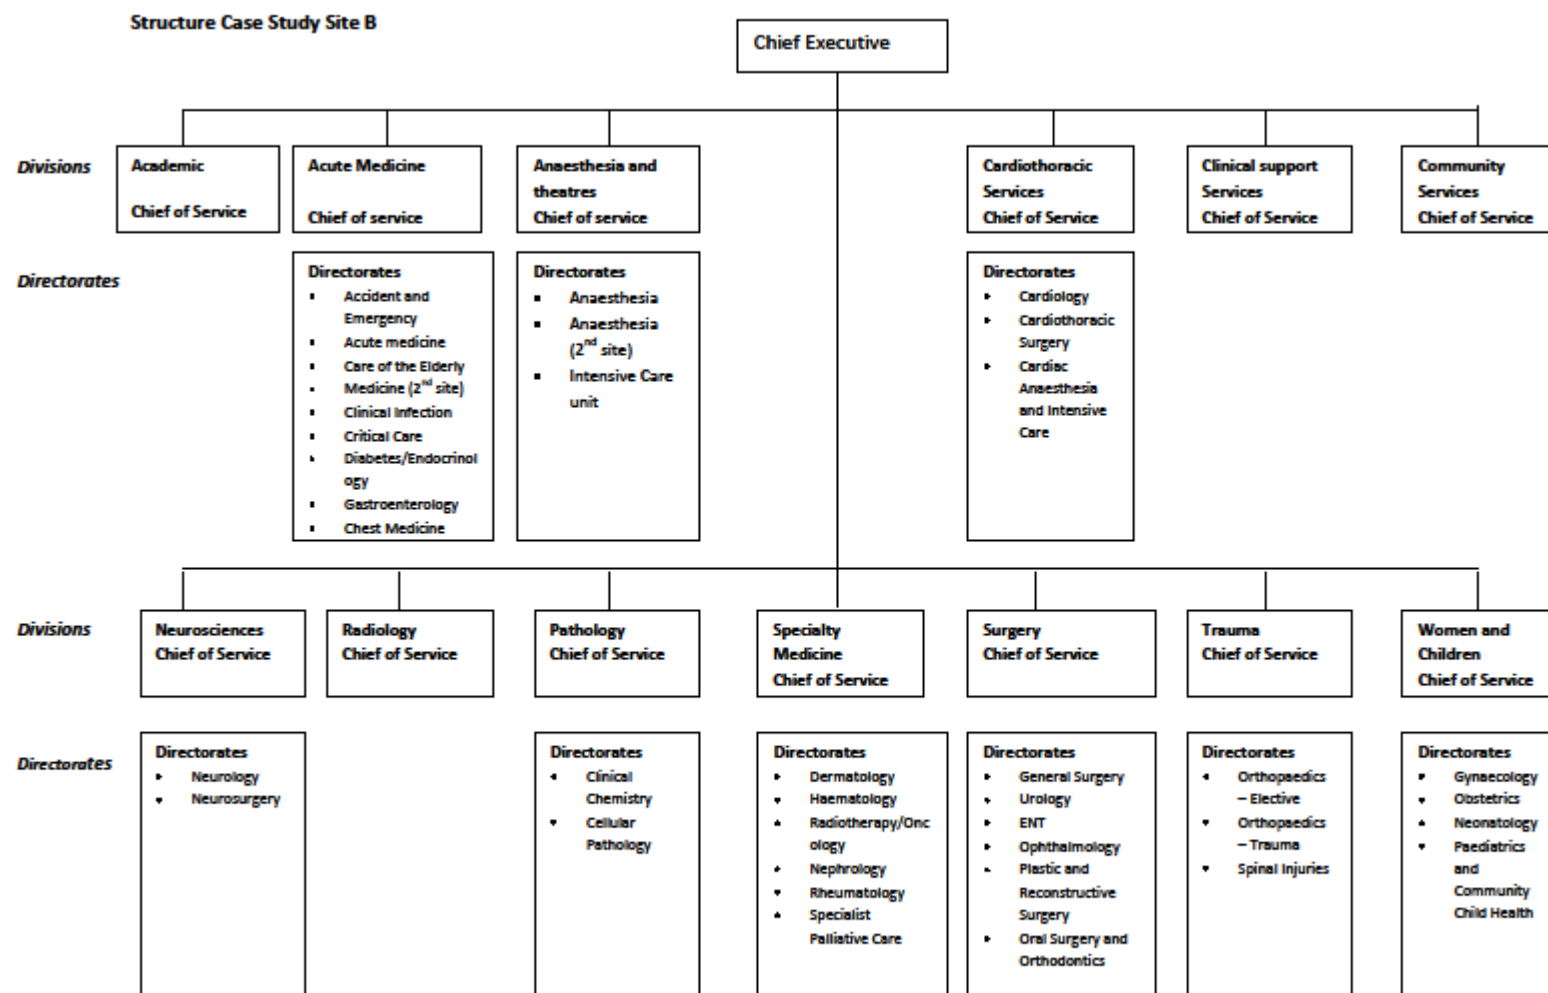 Structure Case Study Site B
Chief Executive
Divisions
Academic
Chief of Service
Acute Medicine
Chief of service
Anaesthesia and
theatres
Chief of service
Cardiothoracic
Services
Chief of Service
Clinical support
Services
Chief of Service
Community
Services
Chief of Service
Directorates
Directorates
Accident and
Emergency
Acute medicine
Care of the Elderly
Medicine (2nd site)
Clinical Infection
Critical Care
Diabetes/Endocrinol
ogy
Gastroenterology
Chest Medicine
Directorates
Anaesthesia
Anaesthesia
(2nd site)
Intensive Care
unit
Directorates
Cardiology
Cardiothoracic
Surgery
Cardiac
Anaesthesia
and Intensive
Care
Divisions
Neurosciences
Chief of Service
Radiology
Chief of Service
Pathology
Chief of Service
Specialty
Medicine
Chief of Service
Surgery
Chief of Service
Trauma
Chief of Service
Women and
Children
Chief of Service
Directorates
Directorates
Neurology
Neurosurgery
Directorates
Clinical
Chemistry
Cellular
Pathology
Directorates
Dermatology
Haematology
Radiotherapy/Onc
ology
Nephrology
Rheumatology
Specialist
Palliative Care
Directorates
General Surgery
Urology
ENT
Ophthalmology
Plastic and
Reconstructive
Surgery
Oral Surgery and
Orthodontics
Directorates
Orthopaedics
– Elective
Orthopaedics
– Trauma
Spinal Injuries
Directorates
Gynaecology
Obstetrics
Neonatology
Paediatrics
and
Community
Child Health